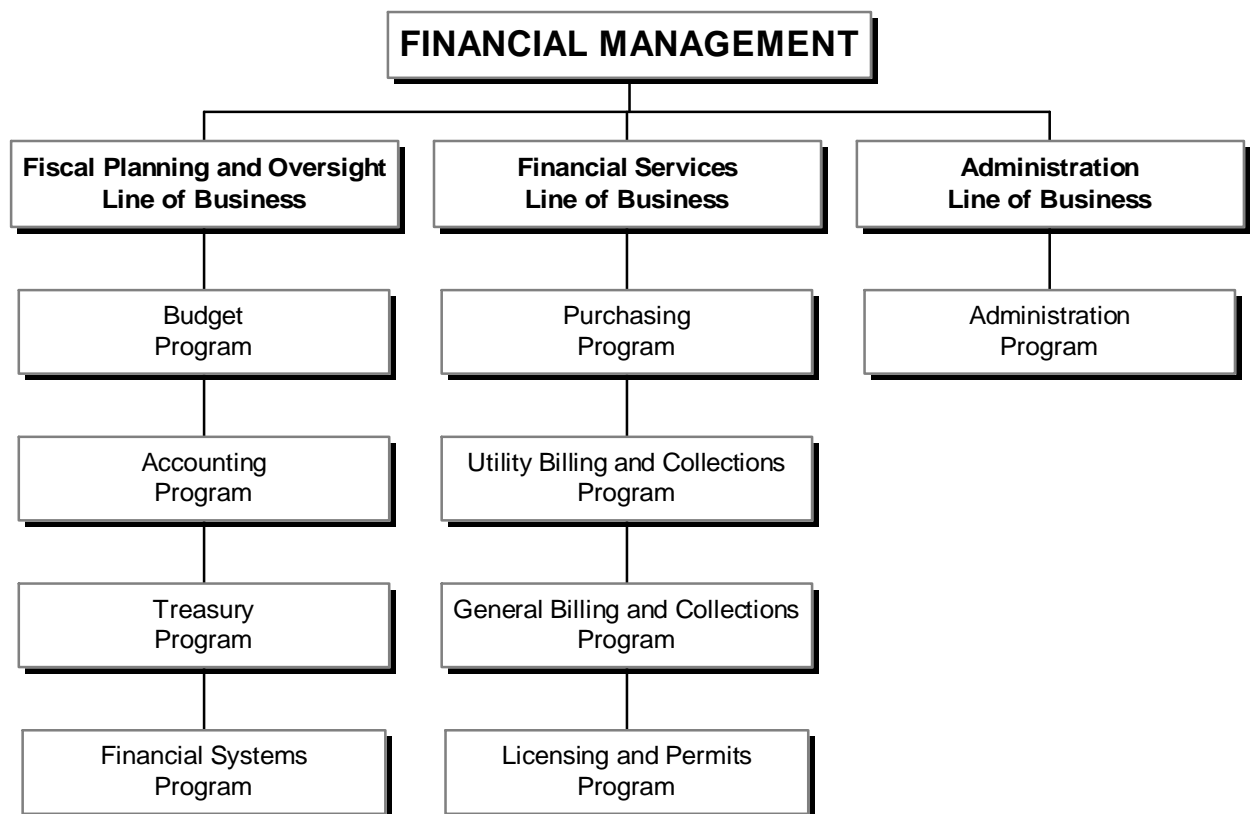 FINANCIAL MANAGEMENT
Fiscal Planning and Oversight
Line of Business
Financial Services
Line of Business
Administration
Line of Business
Budget
Program
Purchasing
Program
Administration
Program
Accounting
Program
Utility Billing and Collections
Program
Treasury
Program
General Billing and Collections
Program
Financial Systems
Program
Licensing and Permits
Program